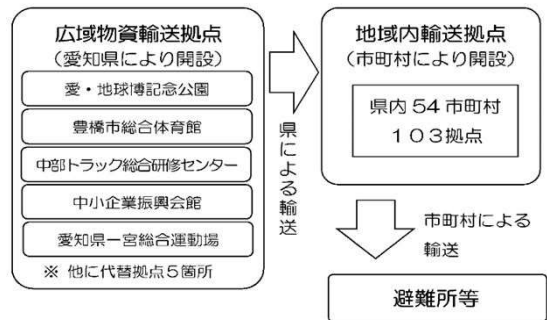 広域物資輸送拠点
(愛知県により開設)
愛・地球博記念公園
豊橋市総合体育館
中部トラック総合研修センター
中小企業振興会館
愛知県一宮総合運動場
※ 他に代替拠点5箇所
県による輸送
地域内輸送拠点
(市町村により開設)
県内54市町村
103拠点
市町村による
輸送
避難所等